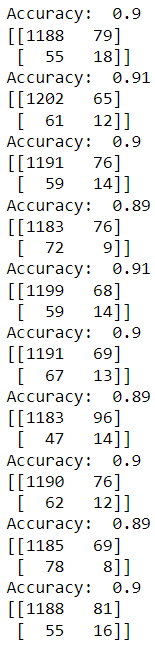 Accuracy:  0.9
[[1188   79]
 [  55   18]]
Accuracy:  0.91
[[1202   65]
 [  61   12]]
Accuracy:  0.9
[[1191   76]
 [  59   14]]
Accuracy:  0.89
[[1183   76]
 [  72    9]]
Accuracy:  0.91
[[1199   68]
 [  59   14]]
Accuracy:  0.9
[[1191   69]
 [  67   13]]
Accuracy:  0.89
[[1183   96]
 [  47   14]]
Accuracy:  0.9
[[1190   76]
 [  62   12]]
Accuracy:  0.89
[[1185   69]
 [  78    8]]
Accuracy:  0.9
[[1188   81]
 [  55   16]]